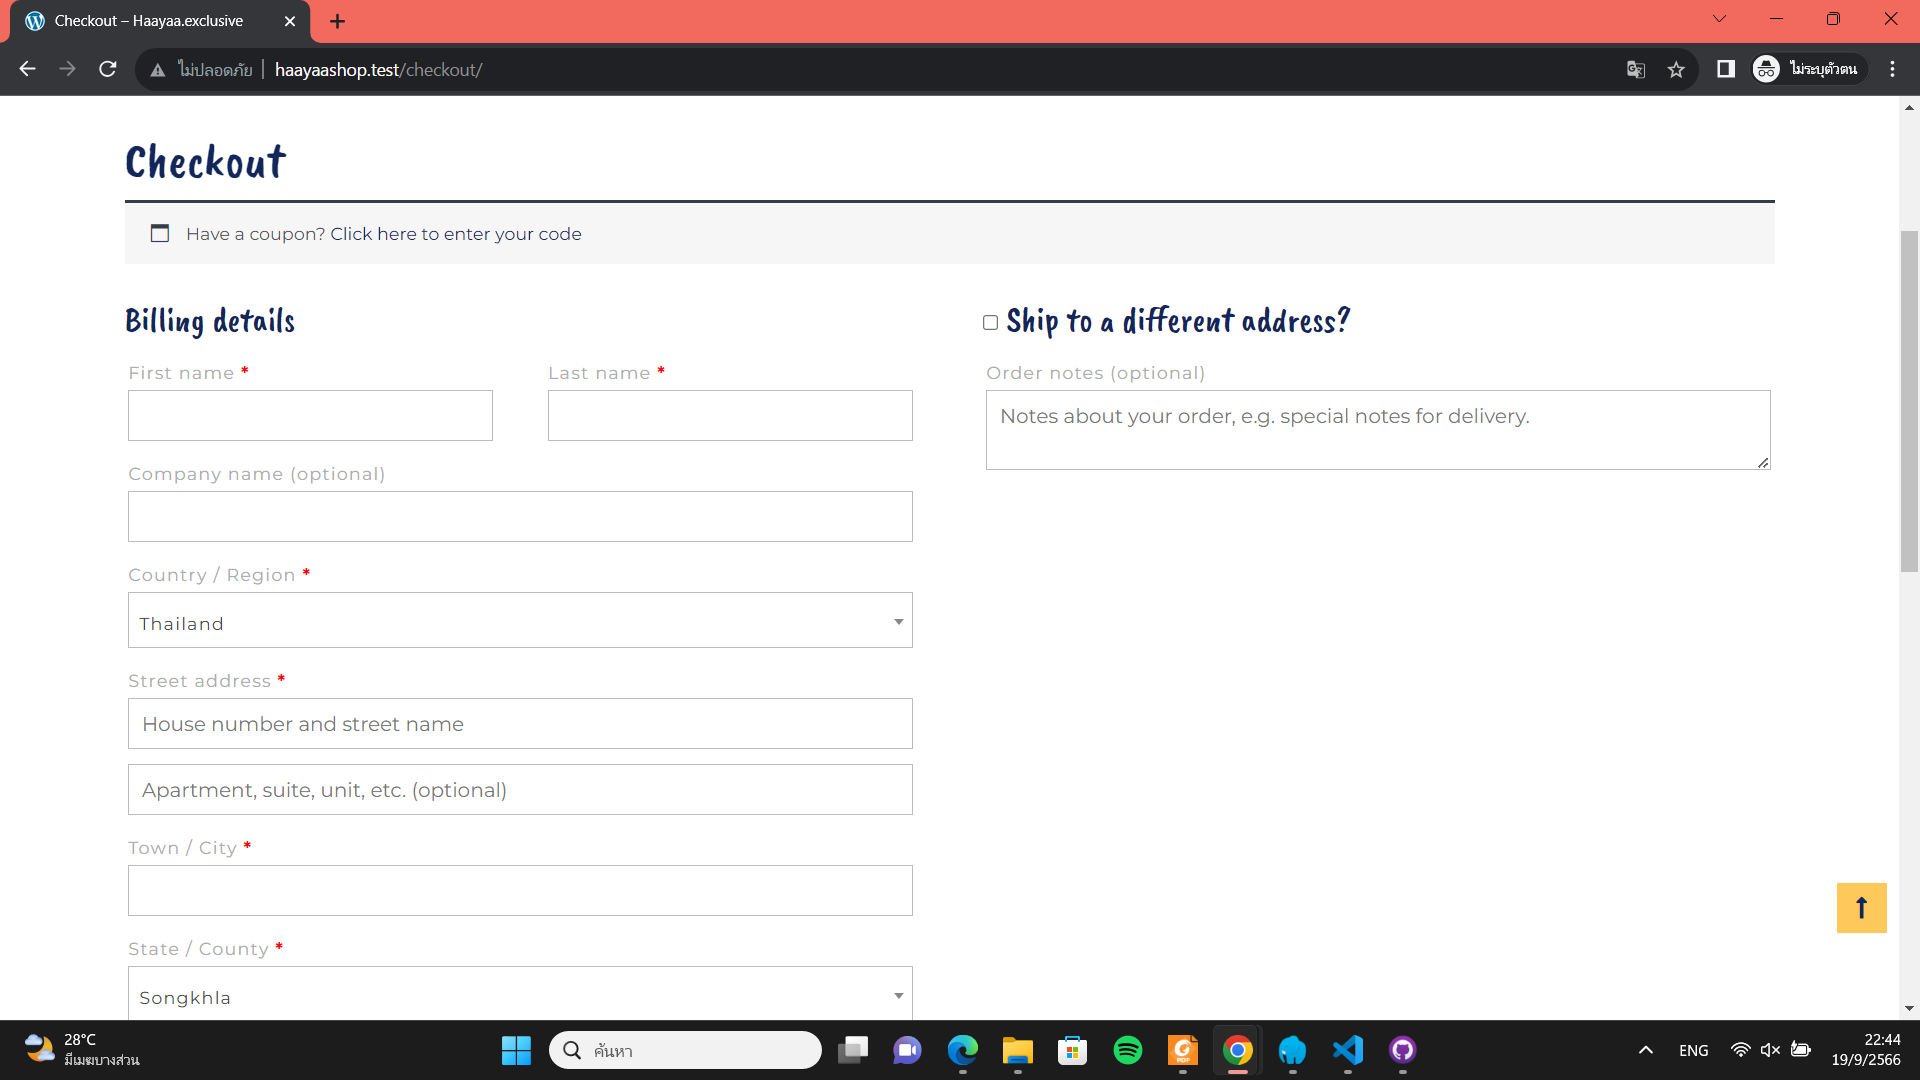 Checkout – Haayaa.exclusive
ไม่ปลอดภัย haayaashop.test/checkout/
ไม่ระบุตัวตน
Checkout
Have a coupon? Click here to enter your code
Billing details
First name *
Last name *
Company name (optional)
Country / Region *
Thailand
Street address *
House number and street name
Apartment, suite, unit, etc. (optional)
Town / City *
State / County *
Songkhla
Ship to a different address?
Order notes (optional)
Notes about your order, e.g. special notes for delivery.
28°C
มีเมฆบางส่วน
ค้นหา
PDF
ENG
22:44
19/9/2566